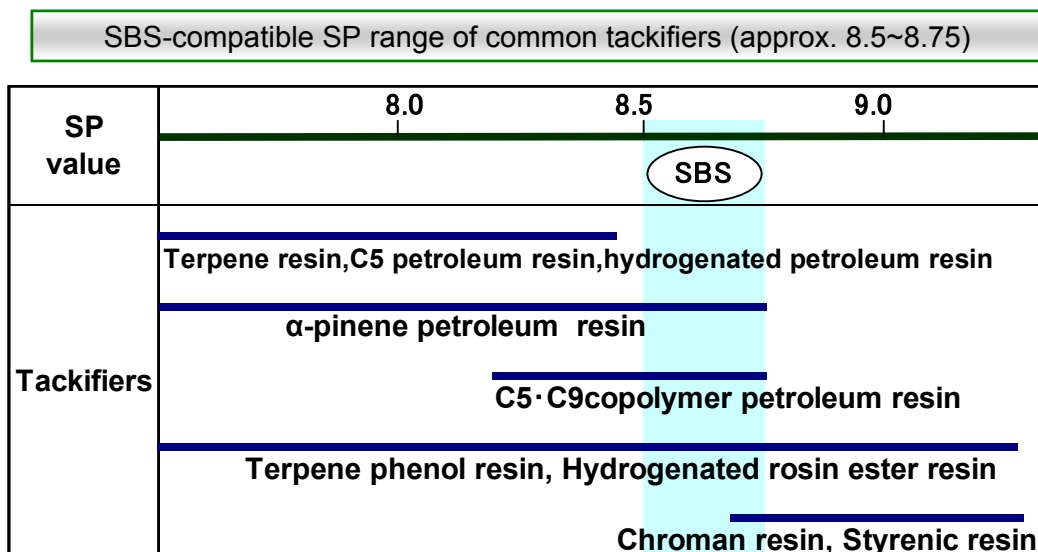 SBS-compatible SP range of common tackifiers (approx. 8.5~8.75)
SP value
8.0 8.5 9.0
SBS
Tackifiers
Terpene resin,C5 petroleum resin,hydrogenated petroleum resin
α-pinene petroleum resin
C5･C9copolymer petroleum resin
Terpene phenol resin, Hydrogenated rosin ester resin
Chroman resin, Styrenic resin